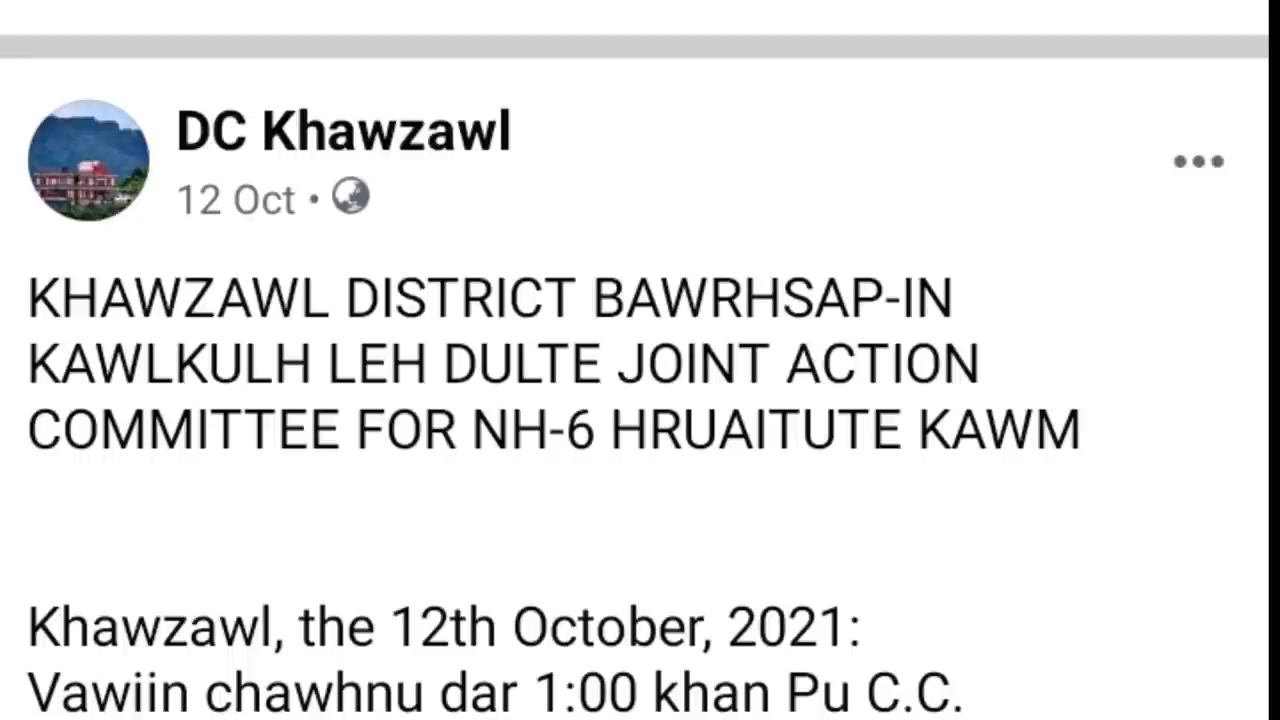 DC Khawzawl
12 Oct •
KHAWZAWL DISTRICT BAWRHSAP-IN
KAWLKULH LEH DULTE JOINT ACTION
COMMITTEE FOR NH-6 HRUAITUTE KAWM
Khawzawl, the 12th October, 2021:
Vawiin chawhnu dar 1:00 khan Pu C.C.